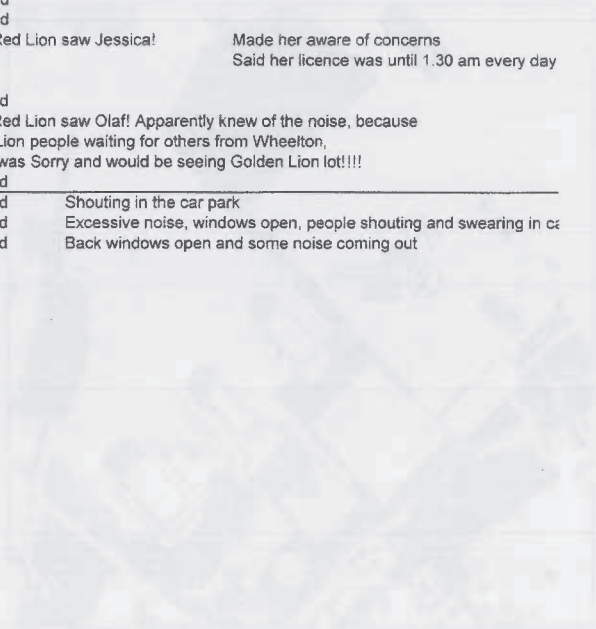 d
d
Red Lion saw Jessica! Made her aware of concerns
Said her licence was until 1.30 am every day
d
Red Lion saw Olaf! Apparently knew of the noise, because
Lion people waiting for others from Wheelton,
was Sorry and would be seeing Golden Lion lot!!!!
d
d Shouting in the car park
d Excessive noise, windows open, people shouting and swearing in ca
d Back windows open and some noise coming out